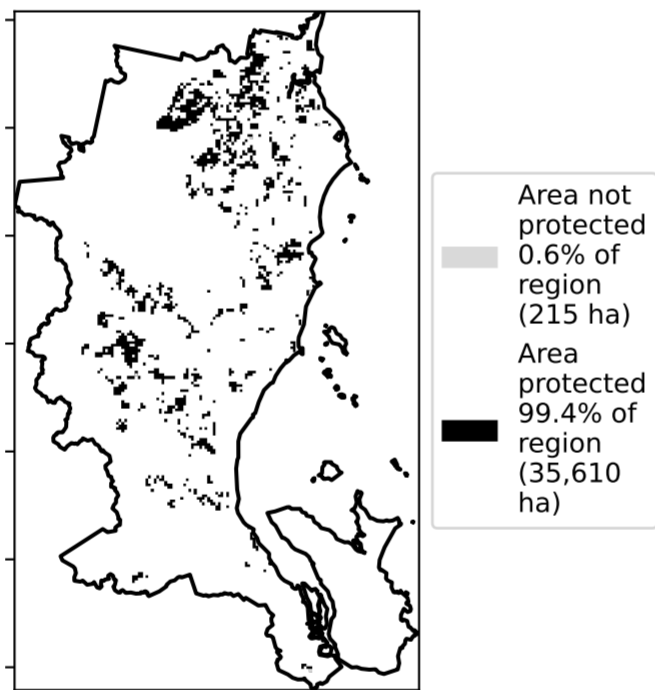 Area not
protected
0.6% of
region
(215 ha)
Area
protected
99.4% of
region
(35,610
ha)